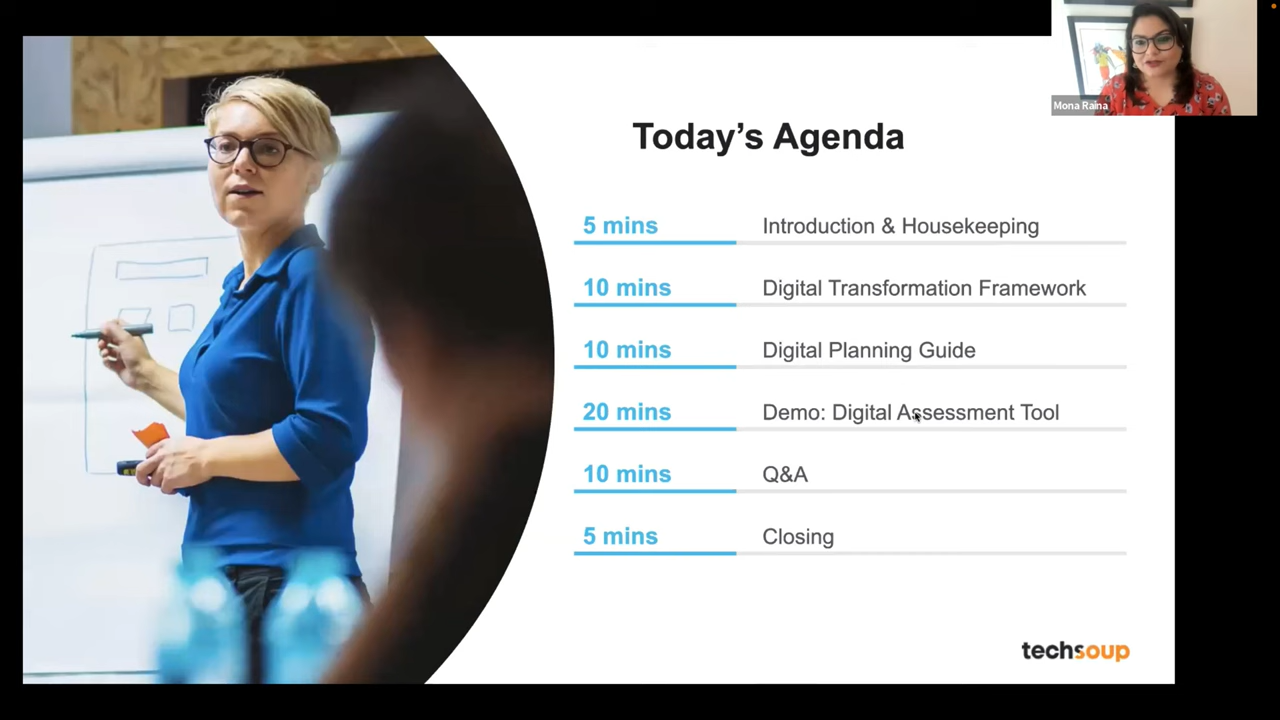 Mona Raina
Today's Agenda
5 mins Introduction & Housekeeping
10 mins Digital Transformation Framework
10 mins Digital Planning Guide
20 mins Demo: Digital Assessment Tool
10 mins Q&A
5 mins Closing
techsoup